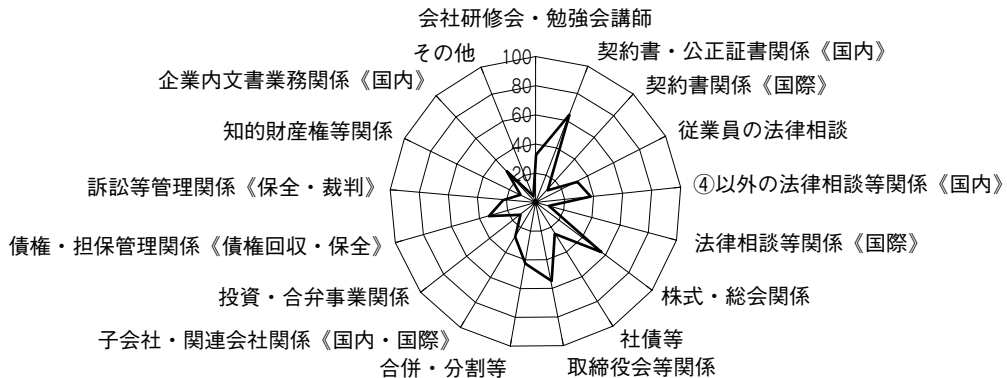 会社研修会・勉強会講師
契約書・公正証書関係《国内》
契約書関係《国際》
従業員の法律相談
④以外の法律相談等関係《国内》
法律相談等関係《国際》
株式・総会関係
社債等
取締役会等関係
合併・分割等
子会社・関連会社関係《国内・国際》
投資・合弁事業関係
債権・担保管理関係《債権回収・保全》
訴訟等管理関係《保全・裁判》
知的財産権等関係
企業内文書業務関係《国内》
その他
100
80
60
40
20